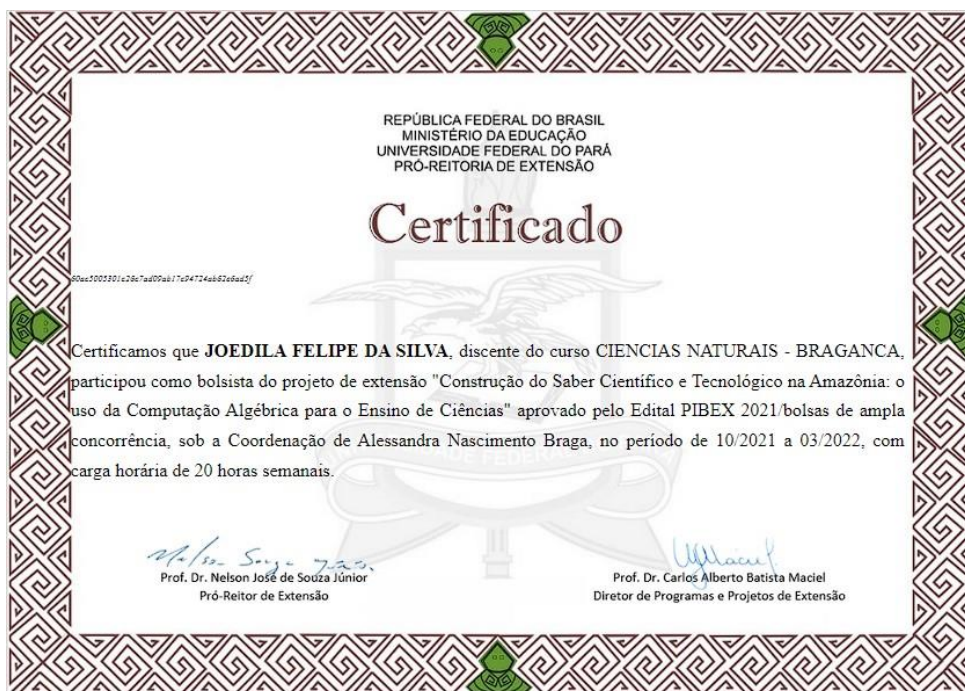 REPÚBLICA FEDERAL DO BRASIL
MINISTÉRIO DA EDUCAÇÃO
UNIVERSIDADE FEDERAL DO PARÁ
PRÓ-REITORIA DE EXTENSÃO
Certificado
Certificamos que JOEDILA FELIPE DA SILVA, discente do curso CIENCIAS NATURAIS - BRAGANCA,
participou como bolsista do projeto de extensão "Construção do Saber Científico e Tecnológico na Amazônia: o
uso da Computação Algébrica para o Ensino de Ciências" aprovado pelo Edital PIBEX 2021/bolsas de ampla
concorrência, sob a Coordenação de Alessandra Nascimento Braga, no período de 10/2021 a 03/2022, com
carga horária de 20 horas semanais.
Prof. Dr. Nelson José de Souza Júnior
Pró-Reitor de Extensão
Prof. Dr. Carlos Alberto Batista Maciel
Diretor de Programas e Projetos de Extensão